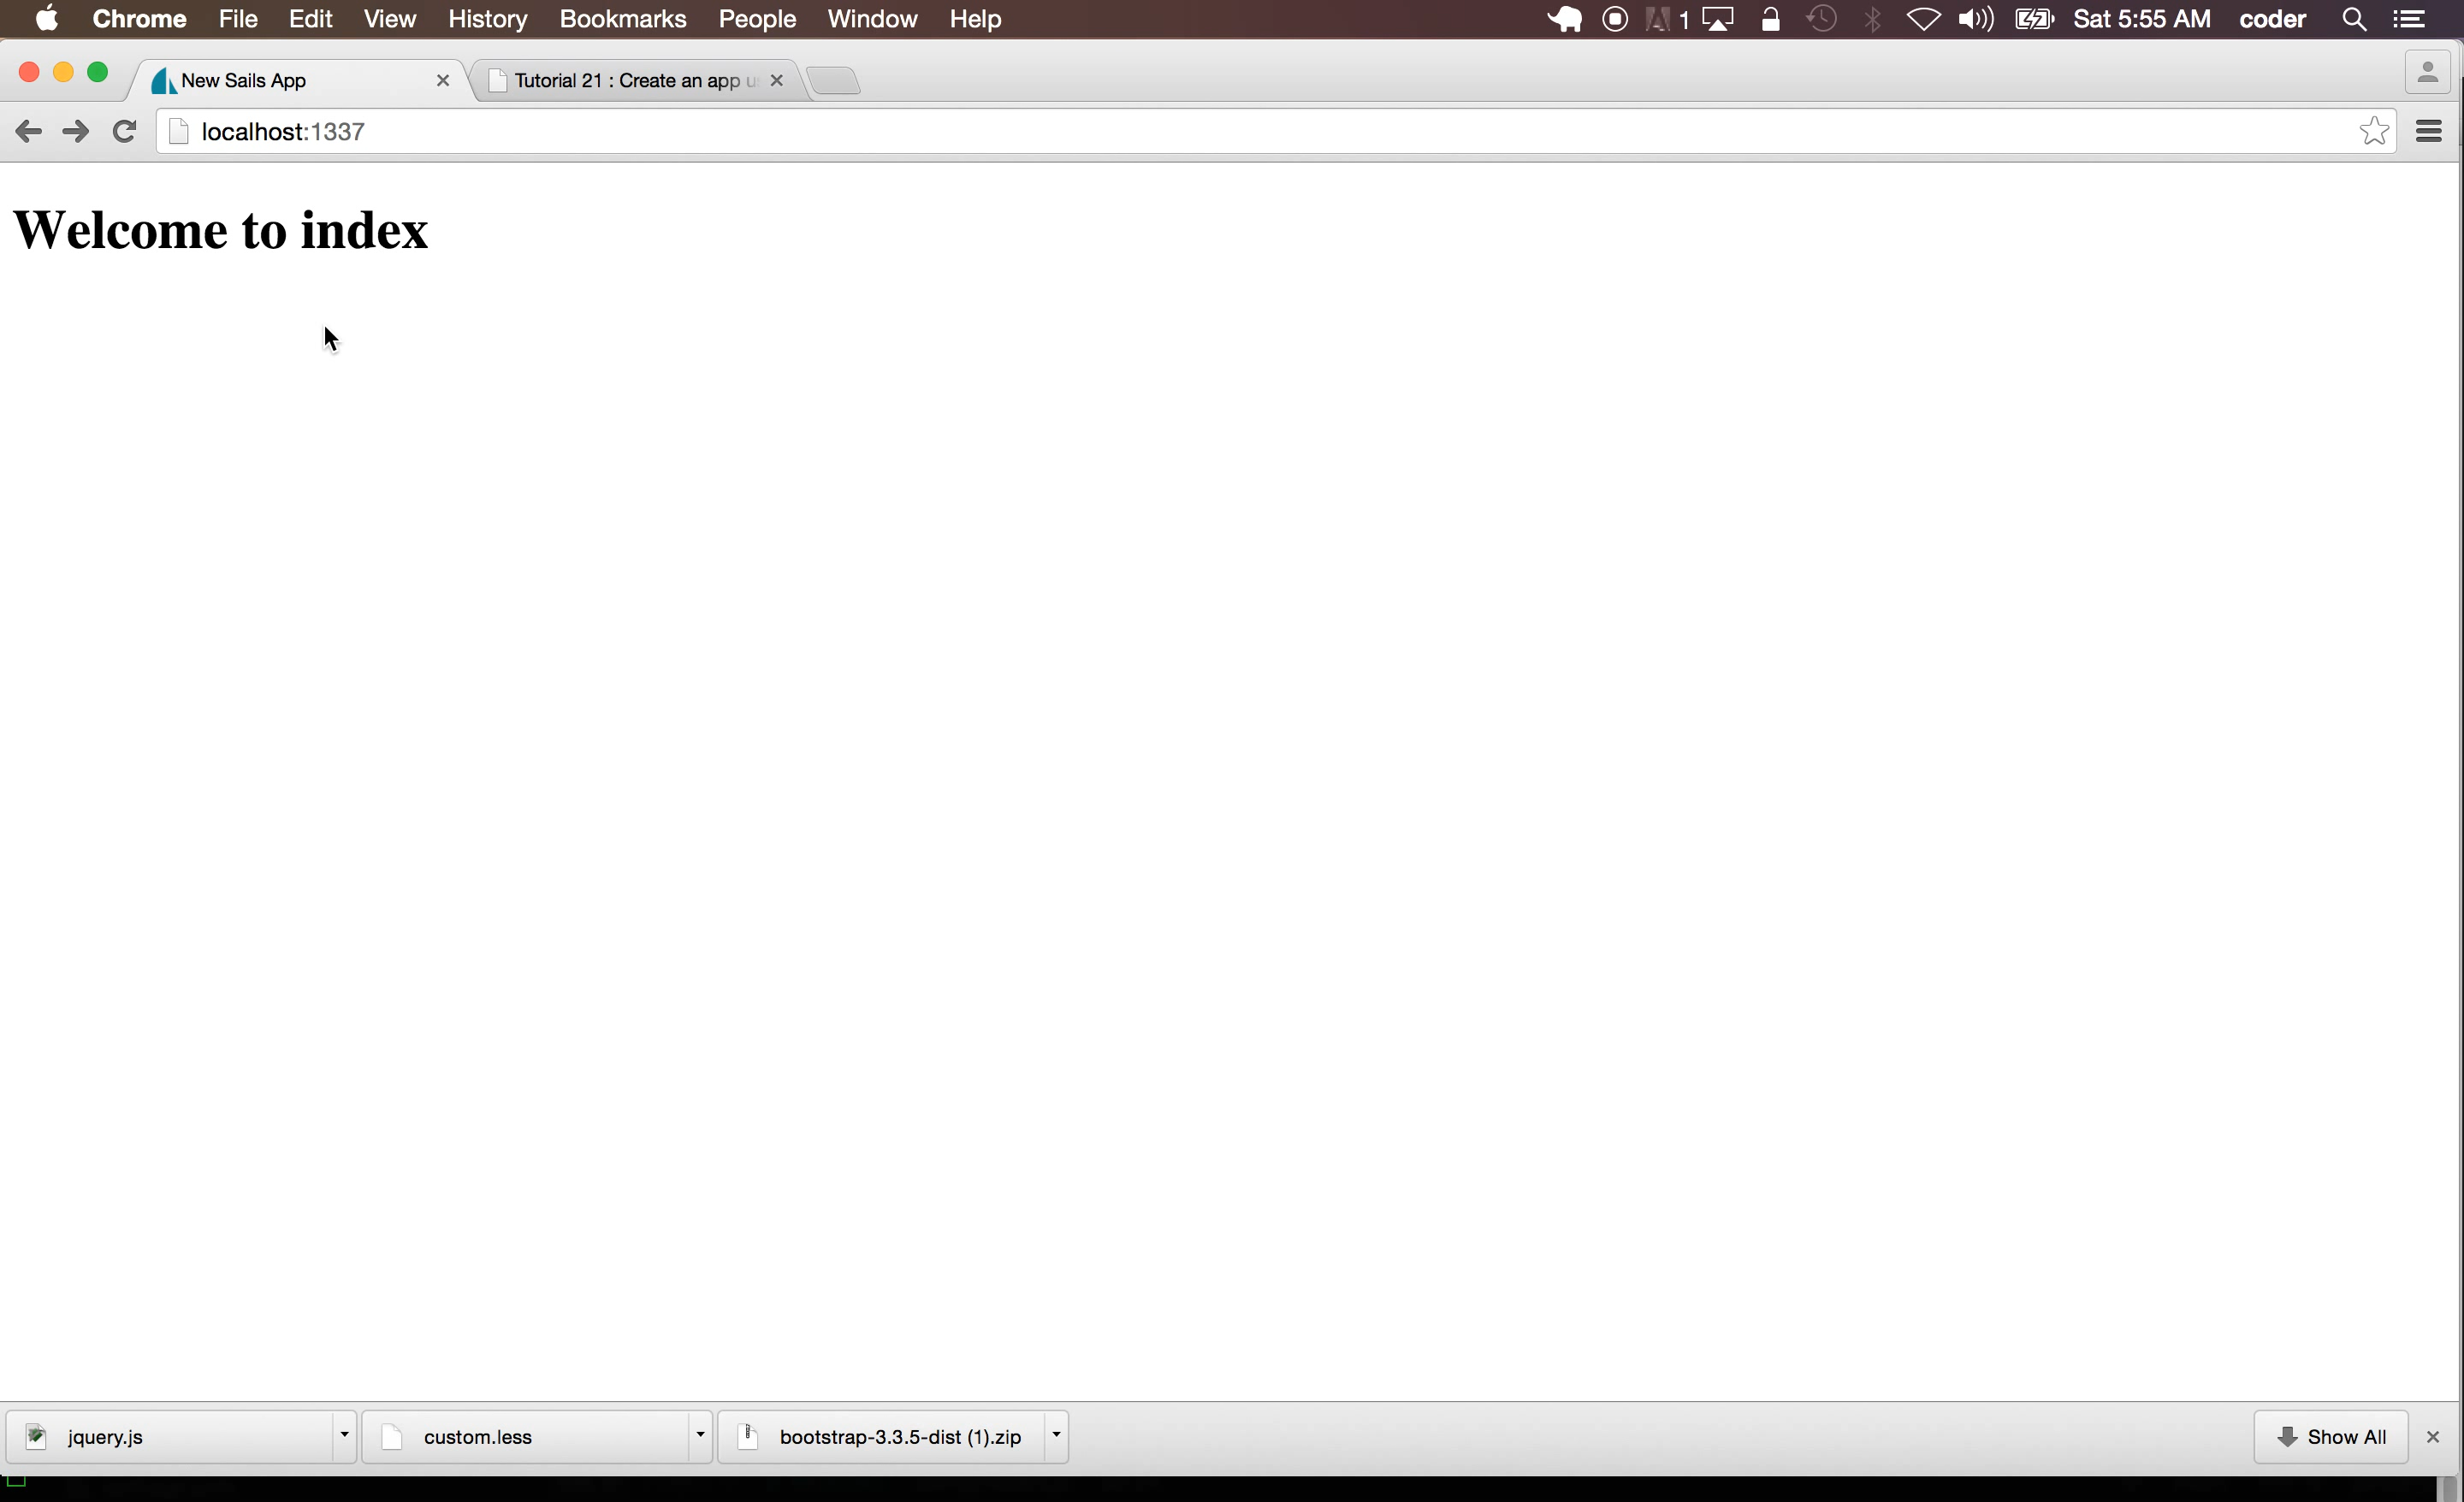 Chrome File Edit View History Bookmarks People Window Help 1 Sat 5:55 AM coder
New Sails App Tutorial 21 : Create an app
localhost:1337
Welcome to index
jquery.js custom.less bootstrap-3.3.5-dist (1).zip Show All